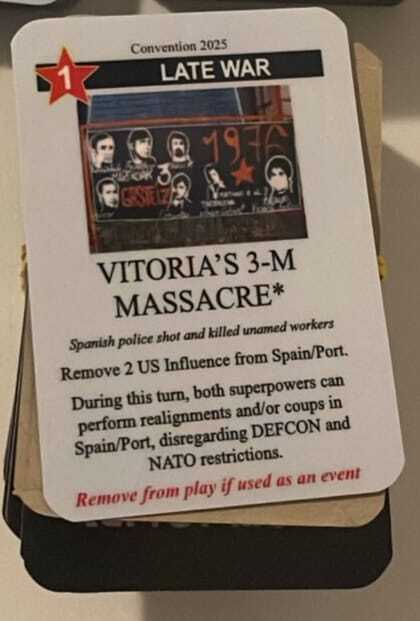 Convention 2025
1
LATE WAR
1976
3
GASTEIZ
VITORIA'S 3-M
MASSACRE*
Spanish police shot and killed unamed workers
Remove 2 US Influence from Spain/Port.
During this turn, both superpowers can
perform realignments and/or coups in
Spain/Port, disregarding DEFCON and
NATO restrictions.
Remove from play if used as an event